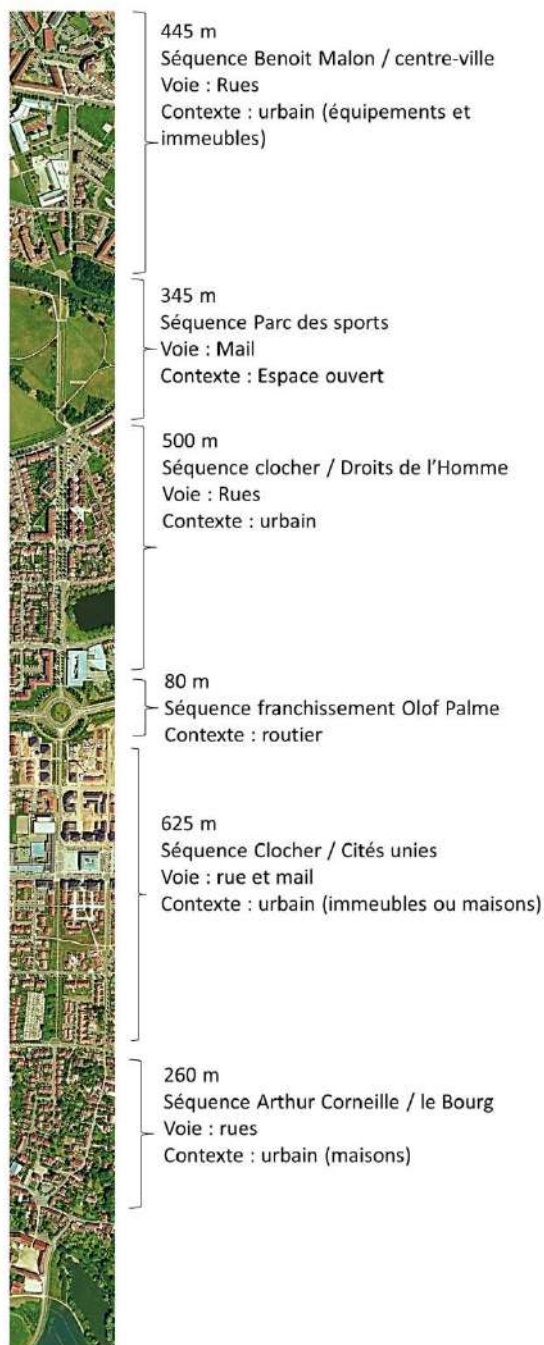 445 m
Séquence Benoit Malon / centre-ville
Voie : Rues
Contexte : urbain (équipements et
immeubles)
345 m
Séquence Parc des sports
Voie : Mail
Contexte : Espace ouvert
500 m
Séquence clocher / Droits de l'Homme
Voie : Rues
Contexte : urbain
80 m
Séquence franchissement Olof Palme
Contexte : routier
625 m
Séquence Clocher / Cités unies
Voie : rue et mail
Contexte : urbain (immeubles ou maisons)
260 m
Séquence Arthur Corneille / le Bourg
Voie : rues
Contexte : urbain (maisons)